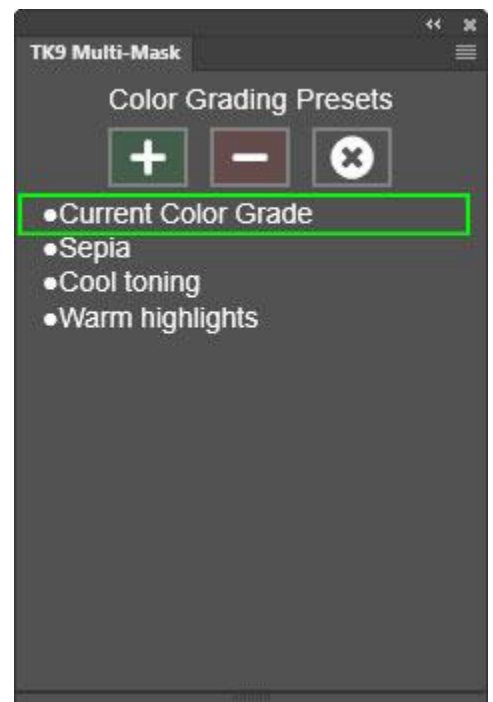 TK9 Multi-Mask
Color Grading Presets
●Current Color Grade
●Sepia
●Cool toning
●Warm highlights